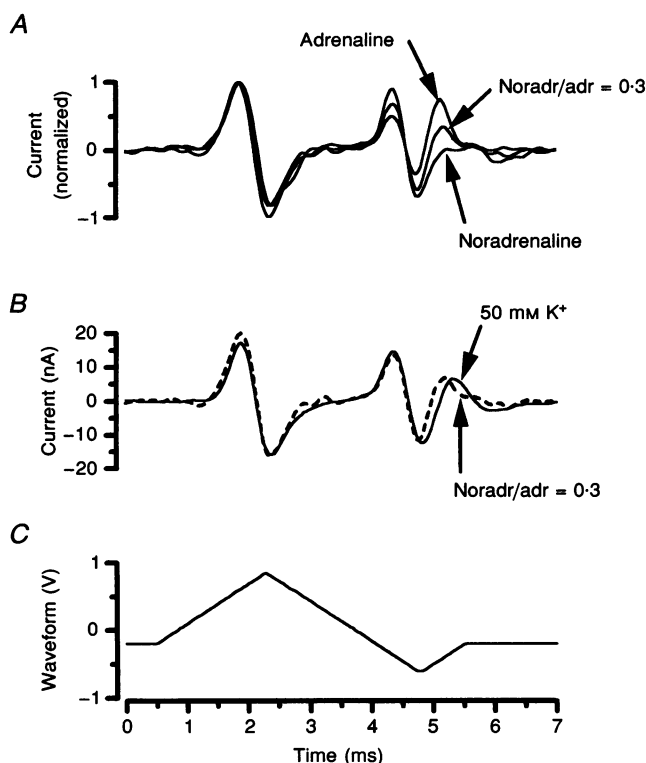 A
Adrenaline
Noradr/adr = 0·3
Current
(normalized)
1
0
−1
Noradrenaline
B
50 mM K⁺
Current (nA)
20
10
0
−10
−20
Noradr/adr = 0·3
C
Waveform (V)
1
0
−1
0 1 2 3 4 5 6 7
Time (ms)